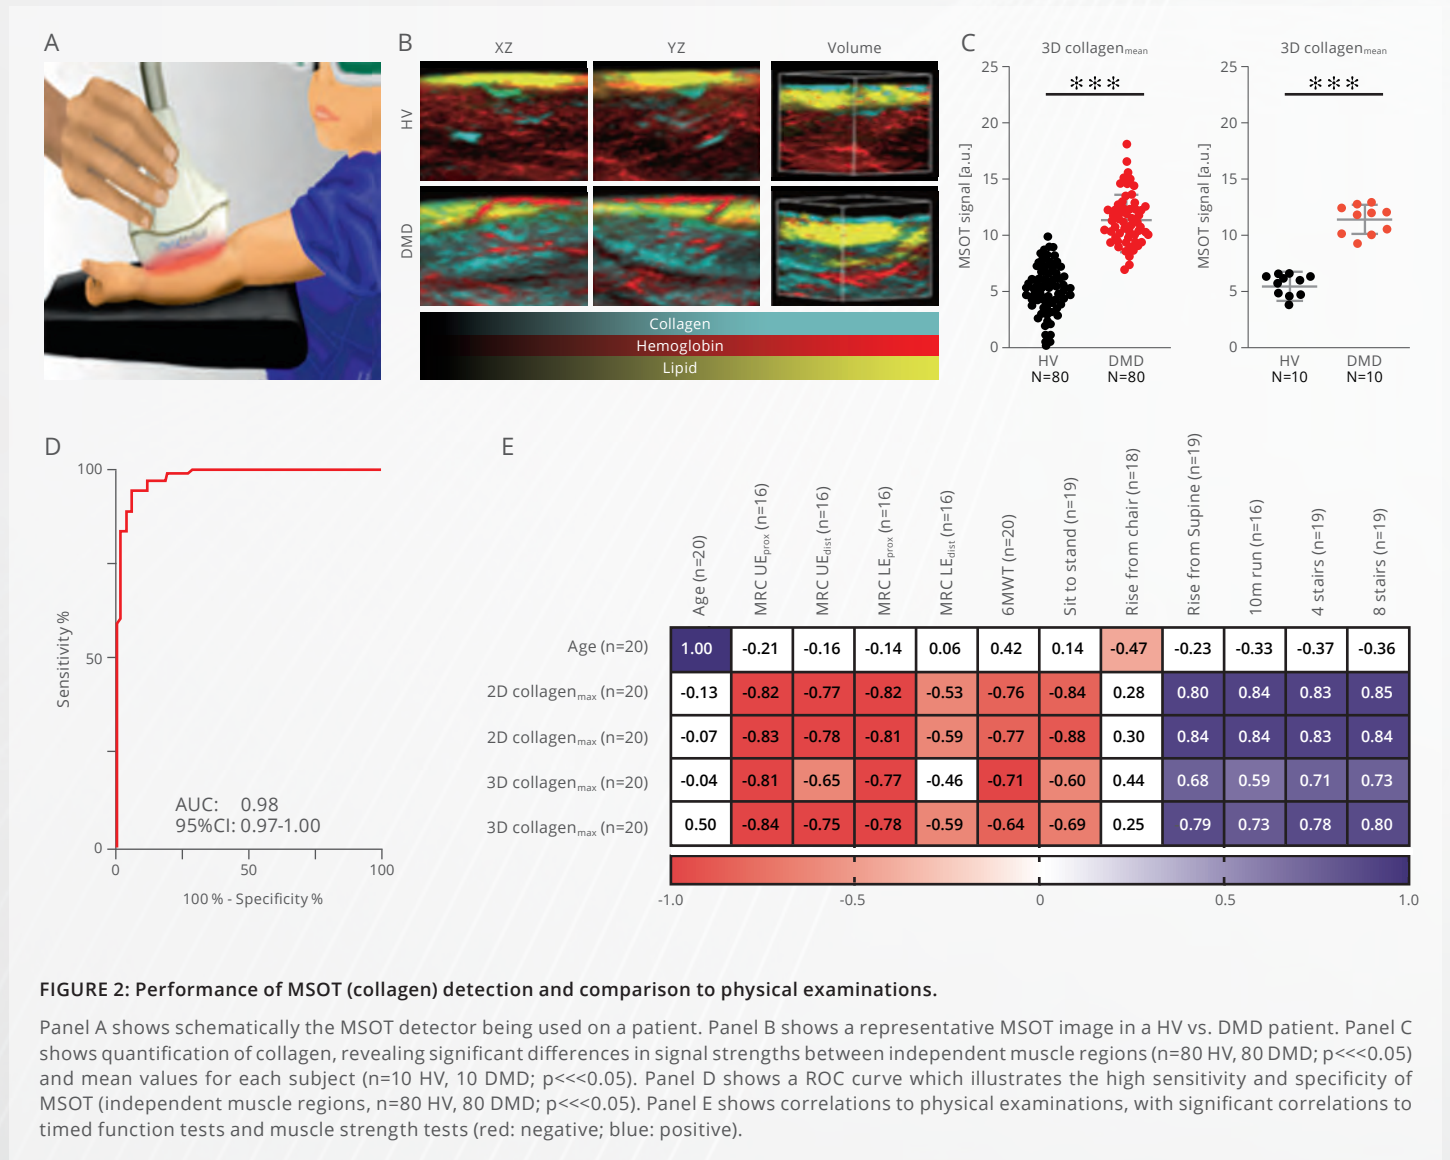 A
B
XZ
YZ
Volume
HV
DMD
Collagen
Hemoglobin
Lipid
C
3D collagenmean
***
MSOT signal [a.u.]
25
20
15
10
5
0
HV
N=80
DMD
N=80
3D collagenmean
***
MSOT signal [a.u.]
25
20
15
10
5
0
HV
N=10
DMD
N=10
D
Sensitivity %
100
50
0
AUC: 0.98
95%CI: 0.97-1.00
0 50 100
100 % - Specificity %
E
Age (n=20)
MRC UEprox (n=16)
MRC UEdist (n=16)
MRC LEprox (n=16)
MRC LEdist (n=16)
6MWT (n=20)
Sit to stand (n=19)
Rise from chair (n=18)
Rise from Supine (n=19)
10m run (n=16)
4 stairs (n=19)
8 stairs (n=19)
Age (n=20) 1.00 -0.21 -0.16 -0.14 0.06 0.42 0.14 -0.47 -0.23 -0.33 -0.37 -0.36
2D collagenmax (n=20) -0.13 -0.82 -0.77 -0.82 -0.53 -0.76 -0.84 0.28 0.80 0.84 0.83 0.85
2D collagenmax (n=20) -0.07 -0.83 -0.78 -0.81 -0.59 -0.77 -0.88 0.30 0.84 0.84 0.83 0.84
3D collagenmax (n=20) -0.04 -0.81 -0.65 -0.77 -0.46 -0.71 -0.60 0.44 0.68 0.59 0.71 0.73
3D collagenmax (n=20) 0.50 -0.84 -0.75 -0.78 -0.59 -0.64 -0.69 0.25 0.79 0.73 0.78 0.80
-1.0 -0.5 0 0.5 1.0
FIGURE 2: Performance of MSOT (collagen) detection and comparison to physical examinations.
Panel A shows schematically the MSOT detector being used on a patient. Panel B shows a representative MSOT image in a HV vs. DMD patient. Panel C
shows quantification of collagen, revealing significant differences in signal strengths between independent muscle regions (n=80 HV, 80 DMD; p<<<0.05)
and mean values for each subject (n=10 HV, 10 DMD; p<<<0.05). Panel D shows a ROC curve which illustrates the high sensitivity and specificity of
MSOT (independent muscle regions, n=80 HV, 80 DMD; p<<<0.05). Panel E shows correlations to physical examinations, with significant correlations to
timed function tests and muscle strength tests (red: negative; blue: positive).